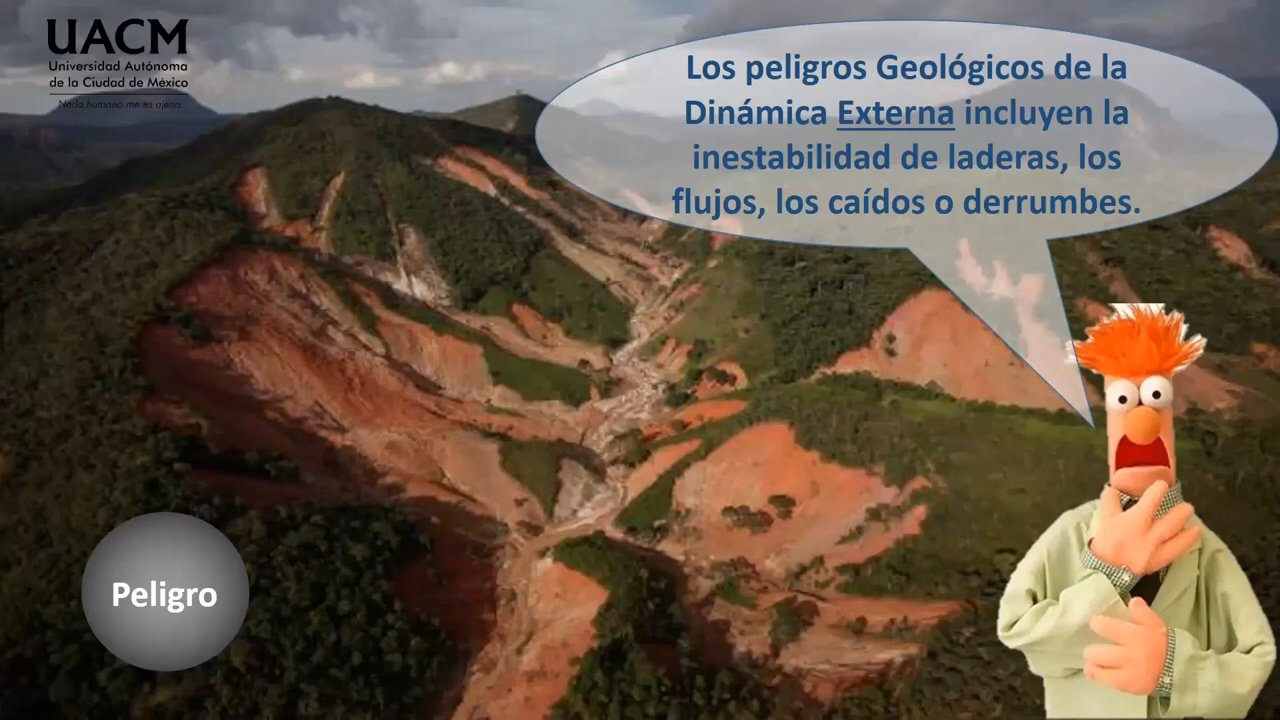 UACM
Universidad Autónoma
de la Ciudad de México
Nada humano me es ajeno
Los peligros Geológicos de la
Dinámica Externa incluyen la
inestabilidad de laderas, los
flujos, los caídos o derrumbes.
Peligro